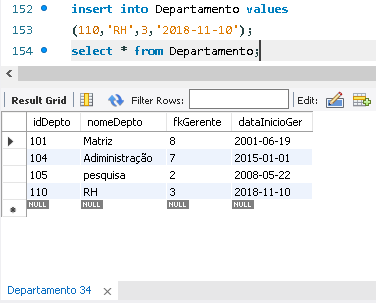 152 insert into Departamento values
153 (110,'RH',3,'2018-11-10');
154 select * from Departamento;
Result Grid Filter Rows: Edit:
idDepto nomeDepto fkGerente dataInicioGer
101 Matriz 8 2001-06-19
104 Adiministração 7 2015-01-01
105 pesquisa 2 2008-05-22
110 RH 3 2018-11-10
NULL NULL NULL NULL
Departamento 34